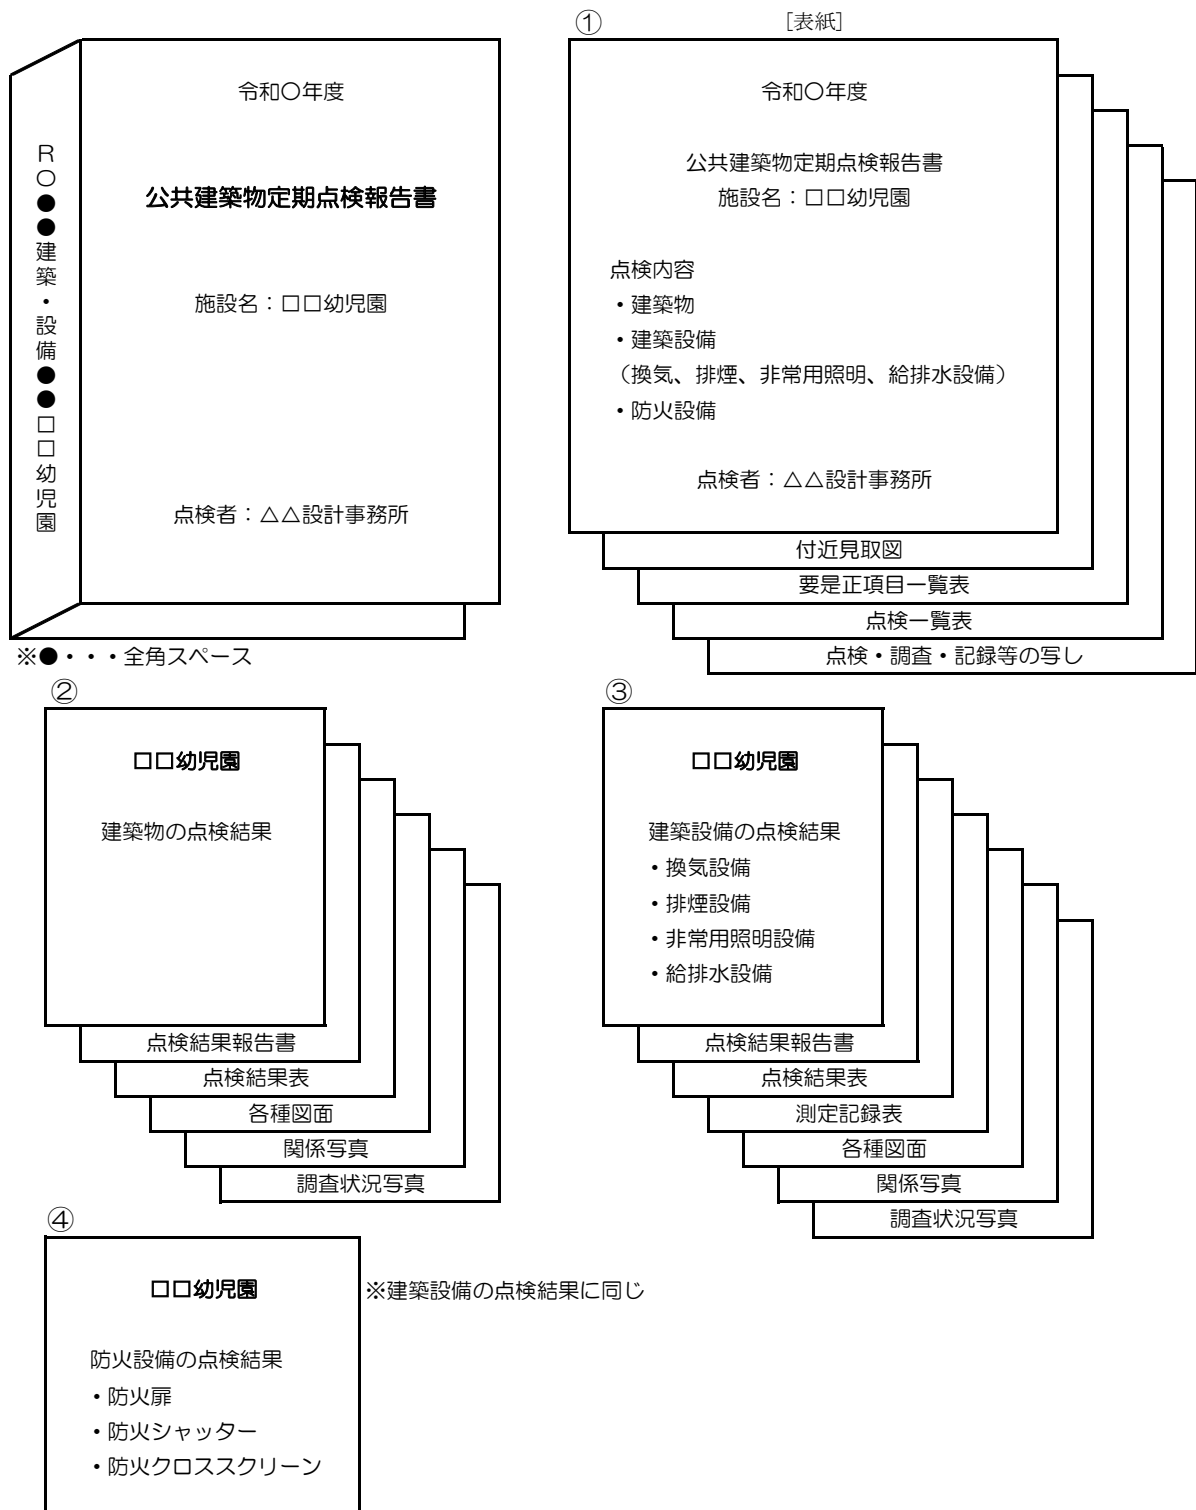 令和〇年度
公共建築物定期点検報告書
施設名：□□幼児園
点検者：△△設計事務所
R〇●●建築・設備●●□□幼児園
※●・・・全角スペース
① [表紙]
令和〇年度
公共建築物定期点検報告書
施設名：□□幼児園
点検内容
・建築物
・建築設備
（換気、排煙、非常用照明、給排水設備）
・防火設備
点検者：△△設計事務所
付近見取図
要是正項目一覧表
点検一覧表
点検・調査・記録等の写し
②
□□幼児園
建築物の点検結果
点検結果報告書
点検結果表
各種図面
関係写真
調査状況写真
③
□□幼児園
建築設備の点検結果
・換気設備
・排煙設備
・非常用照明設備
・給排水設備
点検結果報告書
点検結果表
測定記録表
各種図面
関係写真
調査状況写真
④
□□幼児園
防火設備の点検結果
・防火扉
・防火シャッター
・防火クロススクリーン
※建築設備の点検結果に同じ